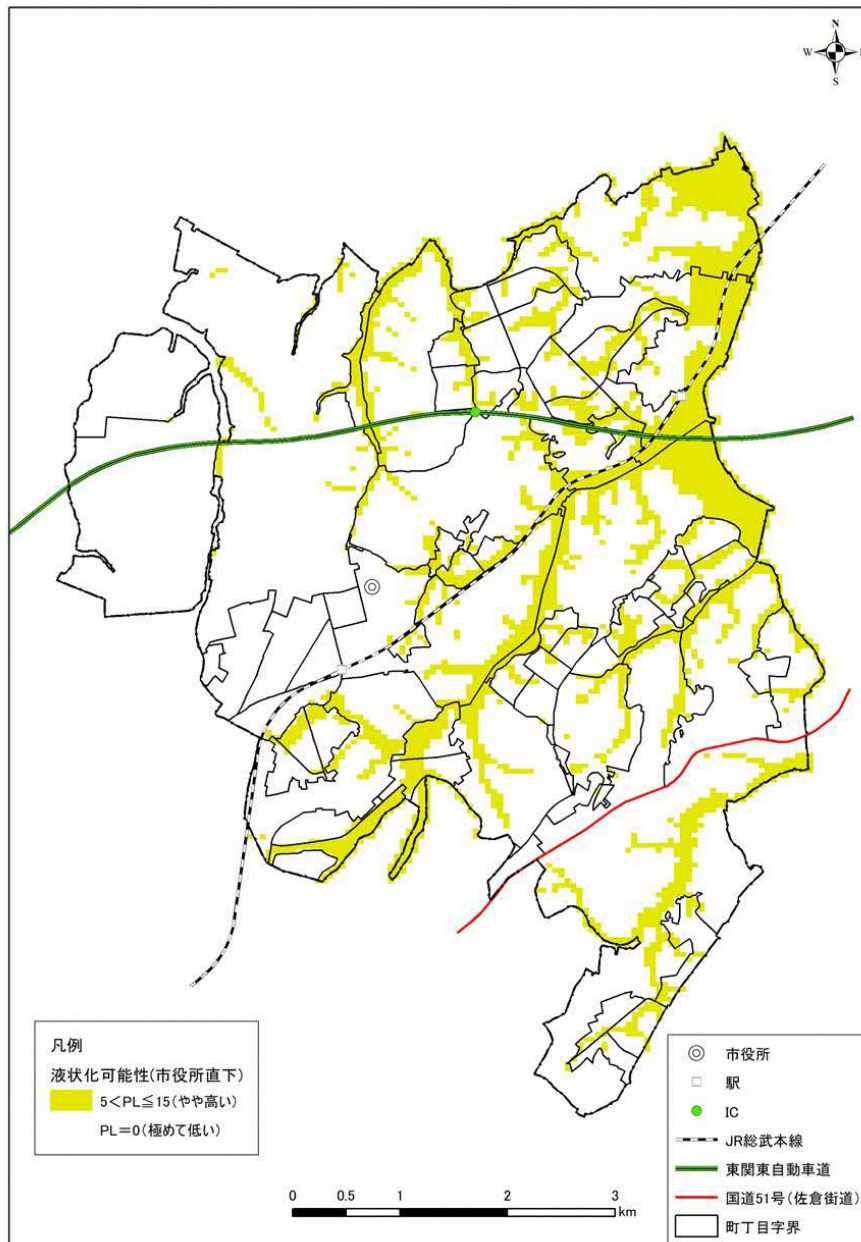 N
W
S
凡例
液状化可能性(市役所直下)
5<PL≦15(やや高い)
PL=0(極めて低い)
市役所
駅
IC
JR総武本線
東関東自動車道
国道51号(佐倉街道)
町丁目字界
0 0.5 1 2 3
km